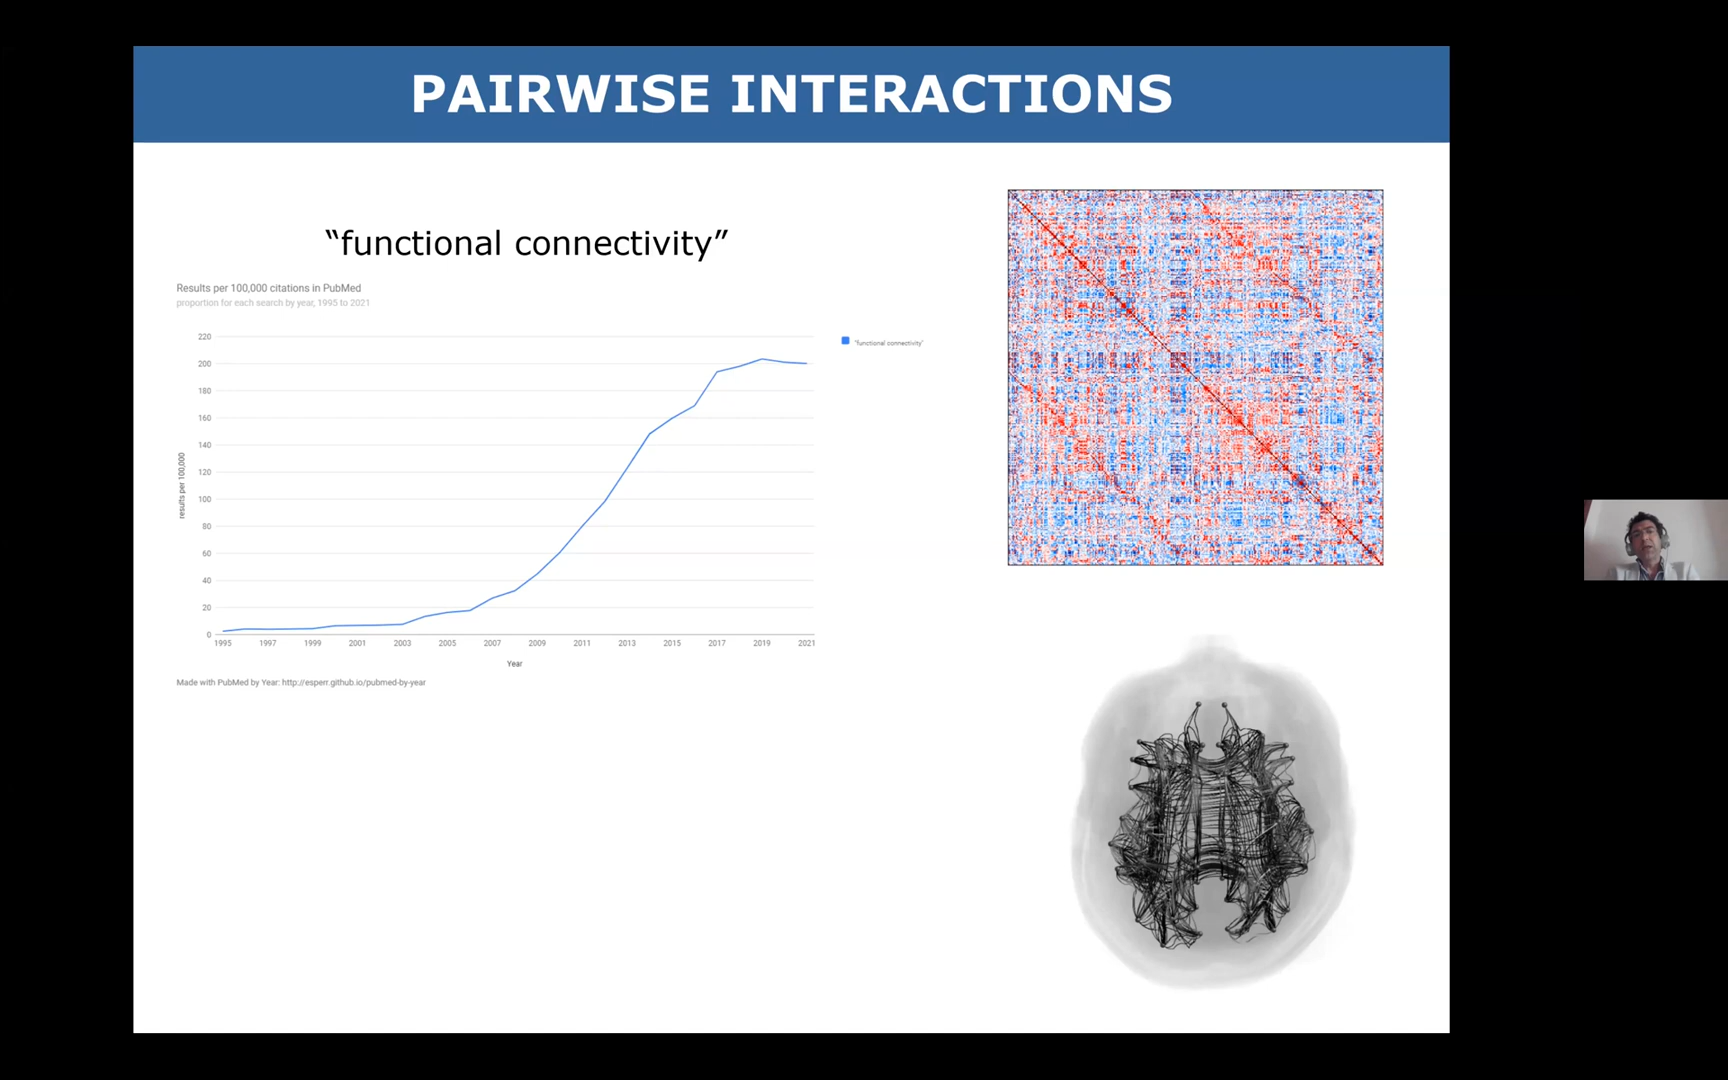 PAIRWISE INTERACTIONS
“functional connectivity”
Results per 100,000 citations in PubMed
proportion for each search by year, 1995 to 2021
"functional connectivity"
220
200
180
160
140
120
100
80
60
40
20
0
results per 100,000
1995 1997 1999 2001 2003 2005 2007 2009 2011 2013 2015 2017 2019 2021
Year
Made with PubMed by Year: http://esperr.github.io/pubmed-by-year